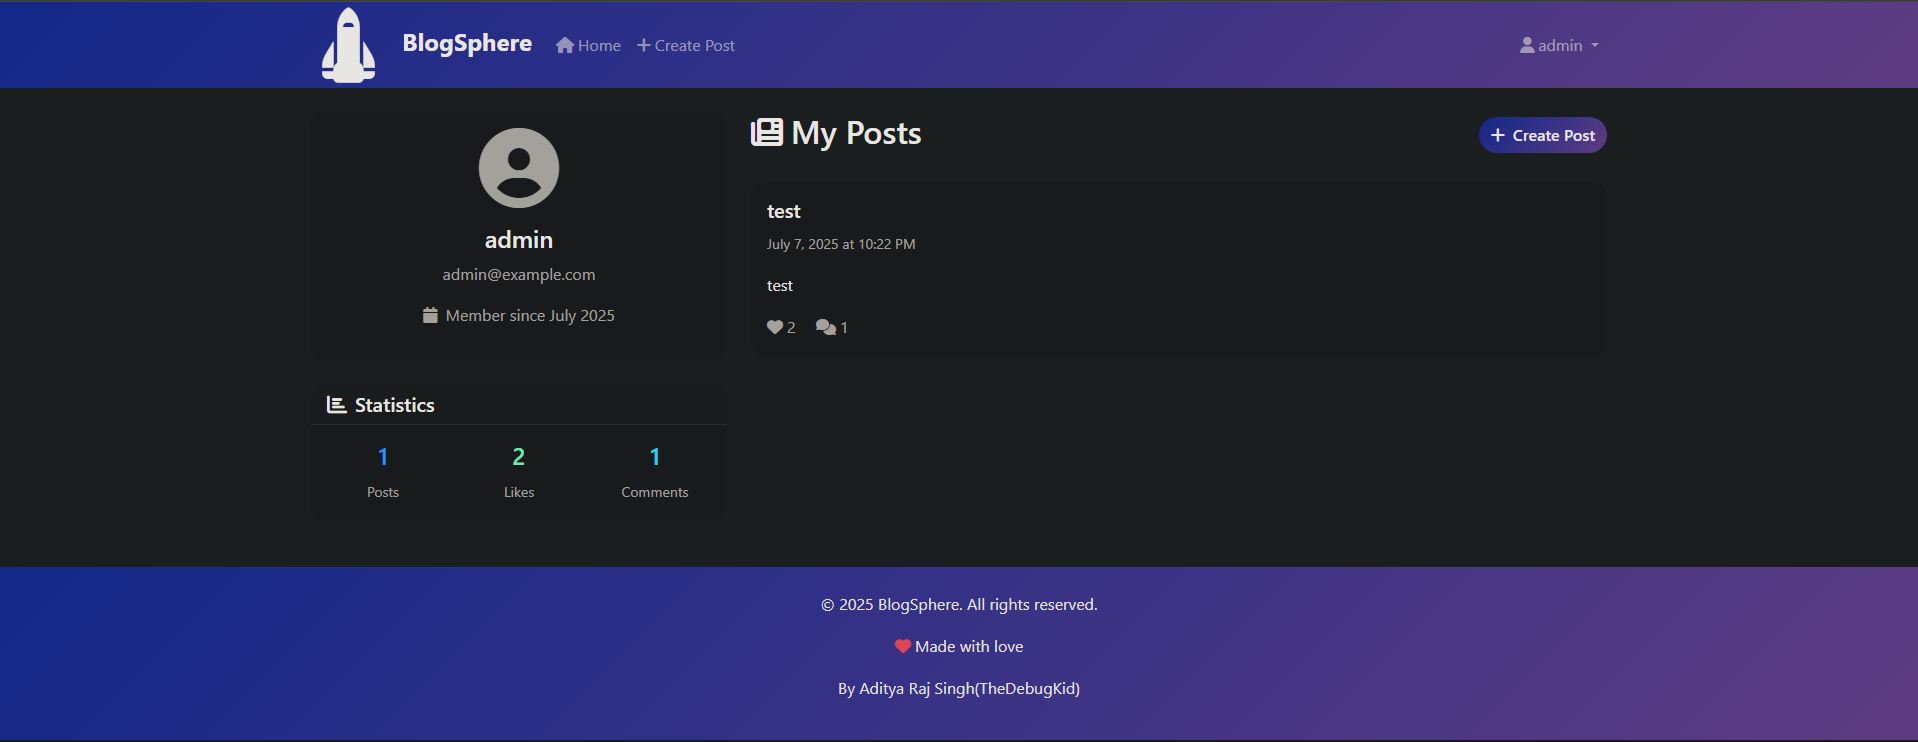 BlogSphere
Home
Create Post
admin
admin
admin@example.com
Member since July 2025
Statistics
1
2
1
Posts
Likes
Comments
My Posts
Create Post
test
July 7, 2025 at 10:22 PM
test
2
1
© 2025 BlogSphere. All rights reserved.
Made with love
By Aditya Raj Singh(TheDebugKid)